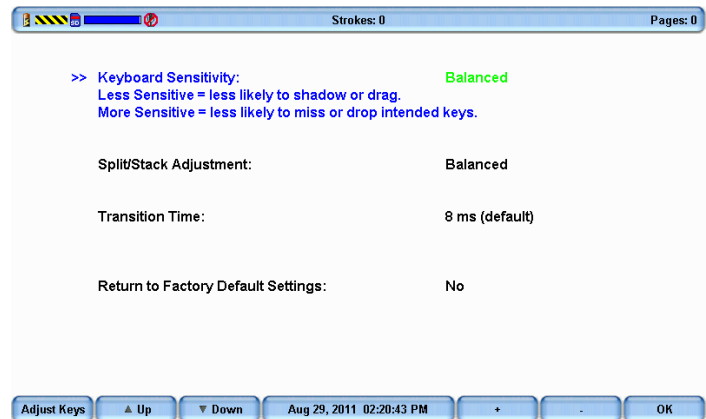 SD Strokes: 0 Pages: 0
>> Keyboard Sensitivity: Balanced
Less Sensitive = less likely to shadow or drag.
More Sensitive = less likely to miss or drop intended keys.
Split/Stack Adjustment: Balanced
Transition Time: 8 ms (default)
Return to Factory Default Settings: No
Adjust Keys ▲ Up ▼ Down Aug 29, 2011 02:20:43 PM + - OK